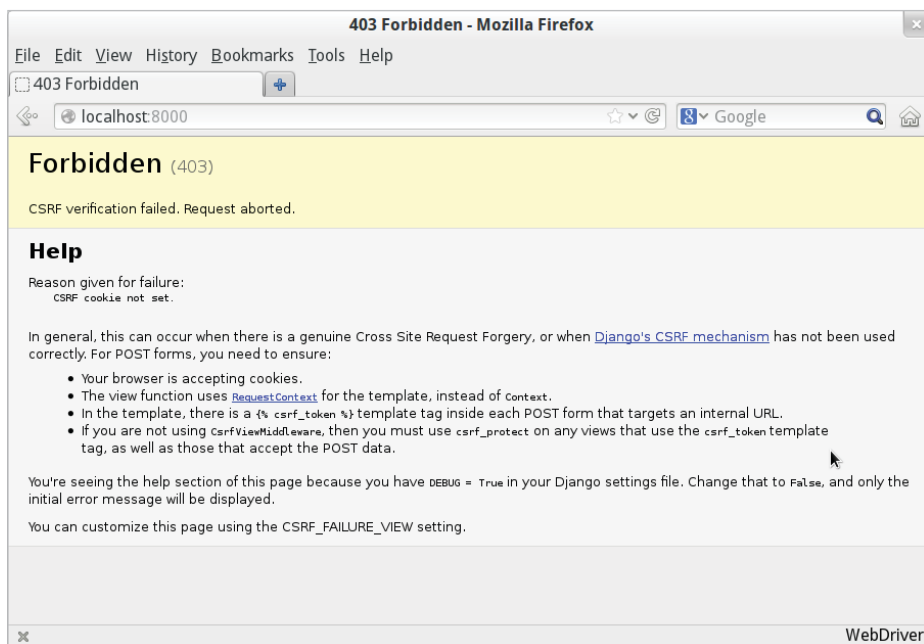 403 Forbidden - Mozilla Firefox
File Edit View History Bookmarks Tools Help
403 Forbidden
localhost:8000 Google
Forbidden (403)
CSRF verification failed. Request aborted.
Help
Reason given for failure:
CSRF cookie not set.
In general, this can occur when there is a genuine Cross Site Request Forgery, or when Django's CSRF mechanism has not been used
correctly. For POST forms, you need to ensure:
• Your browser is accepting cookies.
• The view function uses RequestContext for the template, instead of Context.
• In the template, there is a {% csrf_token %} template tag inside each POST form that targets an internal URL.
• If you are not using CsrfViewMiddleware, then you must use csrf_protect on any views that use the csrf_token template
tag, as well as those that accept the POST data.
You're seeing the help section of this page because you have DEBUG = True in your Django settings file. Change that to False, and only the
initial error message will be displayed.
You can customize this page using the CSRF_FAILURE_VIEW setting.
WebDriver